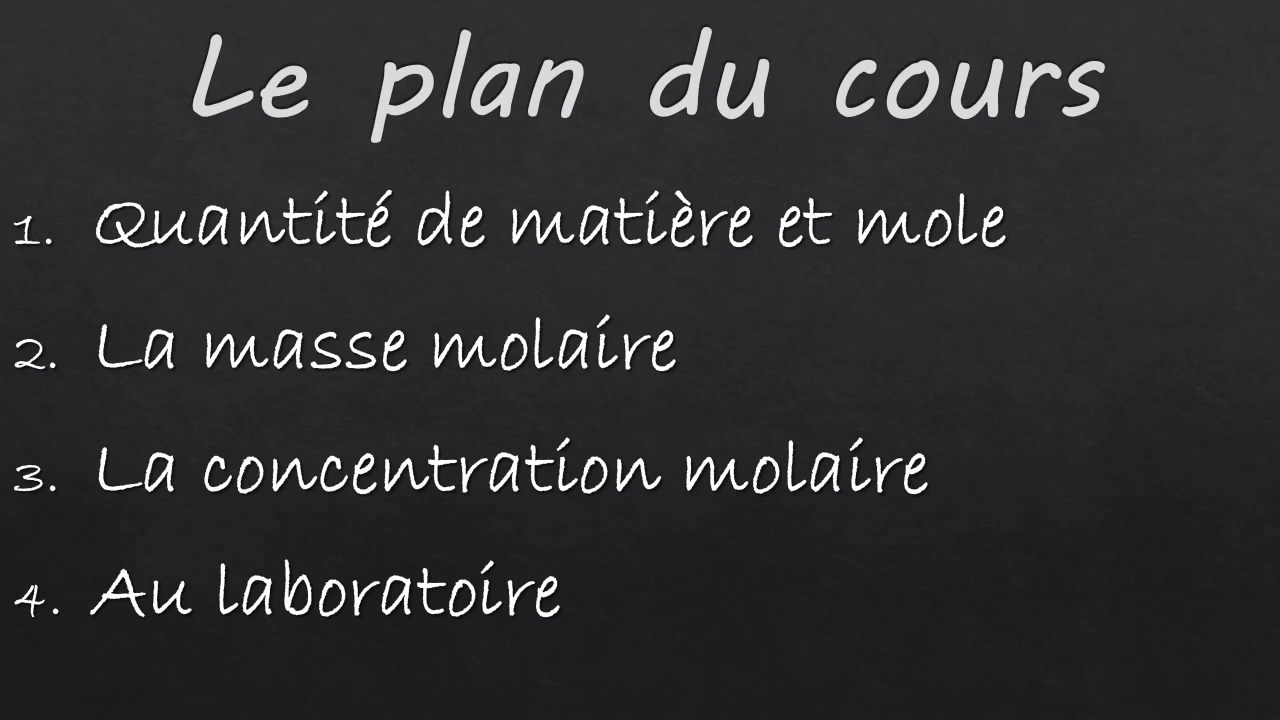 Le plan du cours
1. Quantité de matière et mole
2. La masse molaire
3. La concentration molaire
4. Au laboratoire